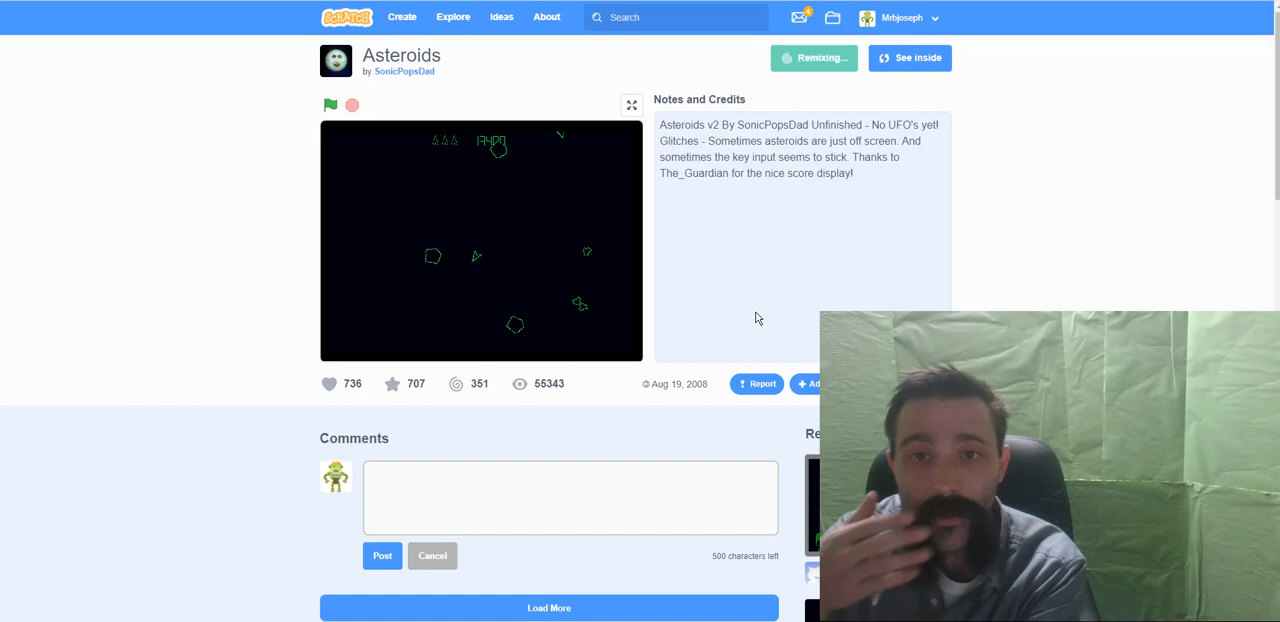 SCRATCH Create Explore Ideas About Search 4 Mrbjoseph
Asteroids
by SonicPopsDad
Remixing... See inside
Notes and Credits
Asteroids v2 By SonicPopsDad Unfinished - No UFO's yet!
Glitches - Sometimes asteroids are just off screen. And
sometimes the key input seems to stick. Thanks to
The_Guardian for the nice score display!
736 707 351 55343 © Aug 19, 2008 Report
Comments
Post Cancel 500 characters left
Load More